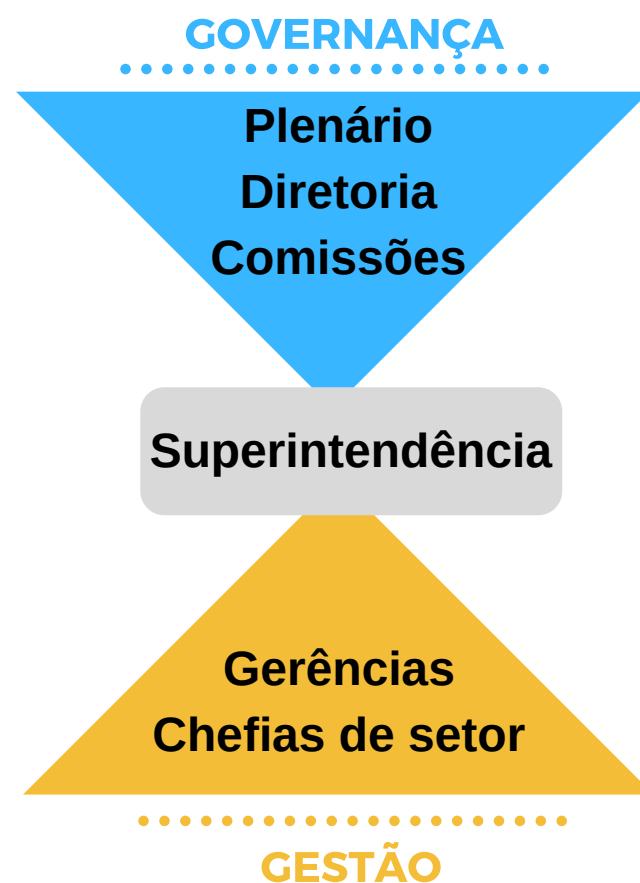 GOVERNANÇA
Plenário
Diretoria
Comissões
Superintendência
Gerências
Chefias de setor
GESTÃO